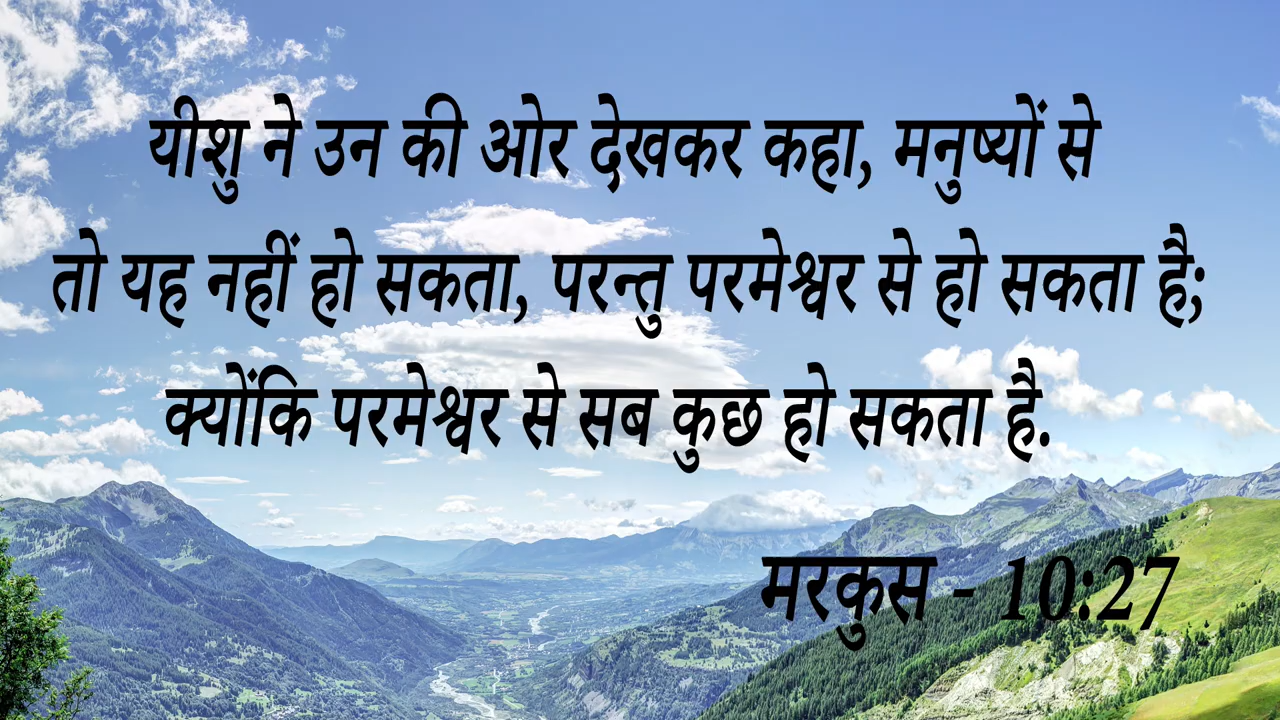 यीशु ने उन की ओर देखकर कहा, मनुष्यों से
तो यह नहीं हो सकता, परन्तु परमेश्वर से हो सकता है;
क्योंकि परमेश्वर से सब कुछ हो सकता है.
मरकुस - 10:27